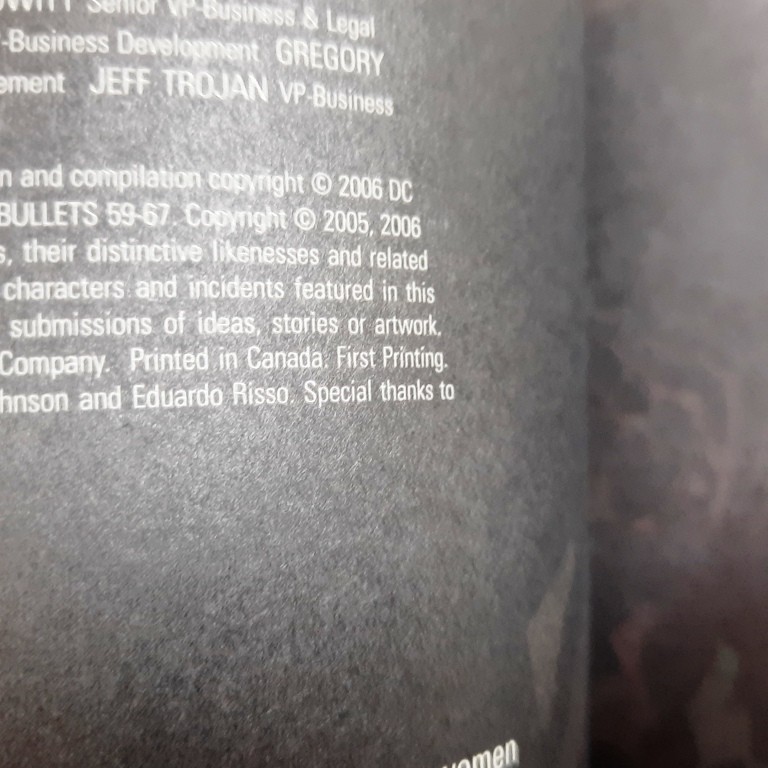 Senior VP-Business & Legal
-Business Development GREGORY
ement JEFF TROJAN VP-Business
n and compilation copyright © 2006 DC
BULLETS 59-67. Copyright © 2005, 2006
s, their distinctive likenesses and related
characters and incidents featured in this
submissions of ideas, stories or artwork.
Company. Printed in Canada. First Printing.
hnson and Eduardo Risso. Special thanks to
women